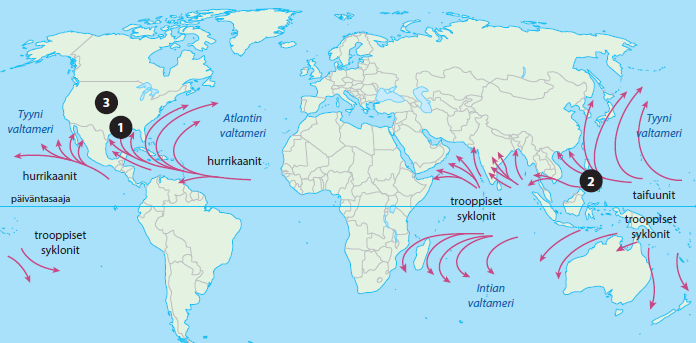 3
1
2
Tyyni
valtameri
Atlantin
valtameri
Tyyni
valtameri
hurrikaanit
hurrikaanit
päiväntasaaja
trooppiset
syklonit
taifuunit
trooppiset
syklonit
trooppiset
syklonit
Intian
valtameri